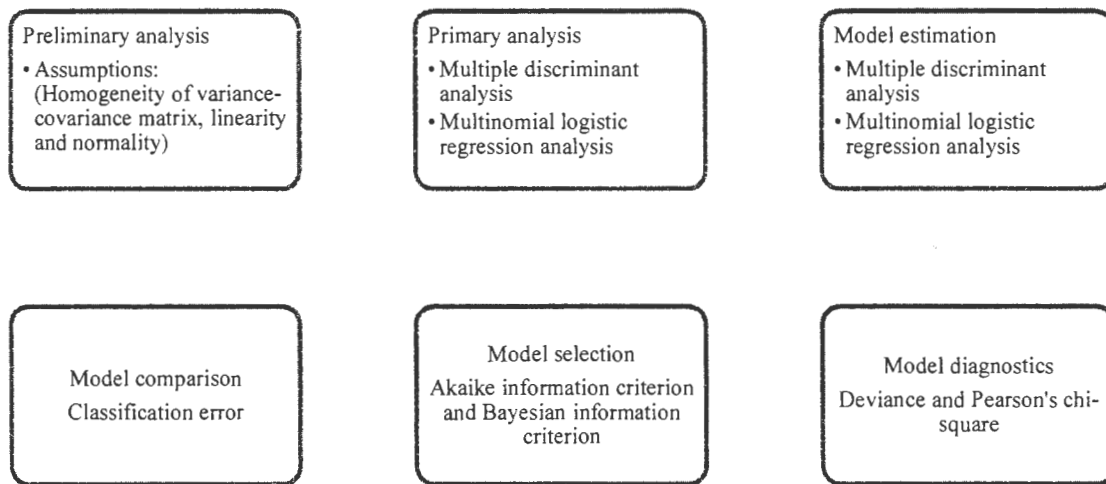 Preliminary analysis
• Assumptions:
(Homogeneity of variance-
covariance matrix, linearity
and normality)
Primary analysis
• Multiple discriminant
analysis
• Multinomial logistic
regression analysis
Model estimation
• Multiple discriminant
analysis
• Multinomial logistic
regression analysis
Model comparison
Classification error
Model selection
Akaike information criterion
and Bayesian information
criterion
Model diagnostics
Deviance and Pearson's chi-
square